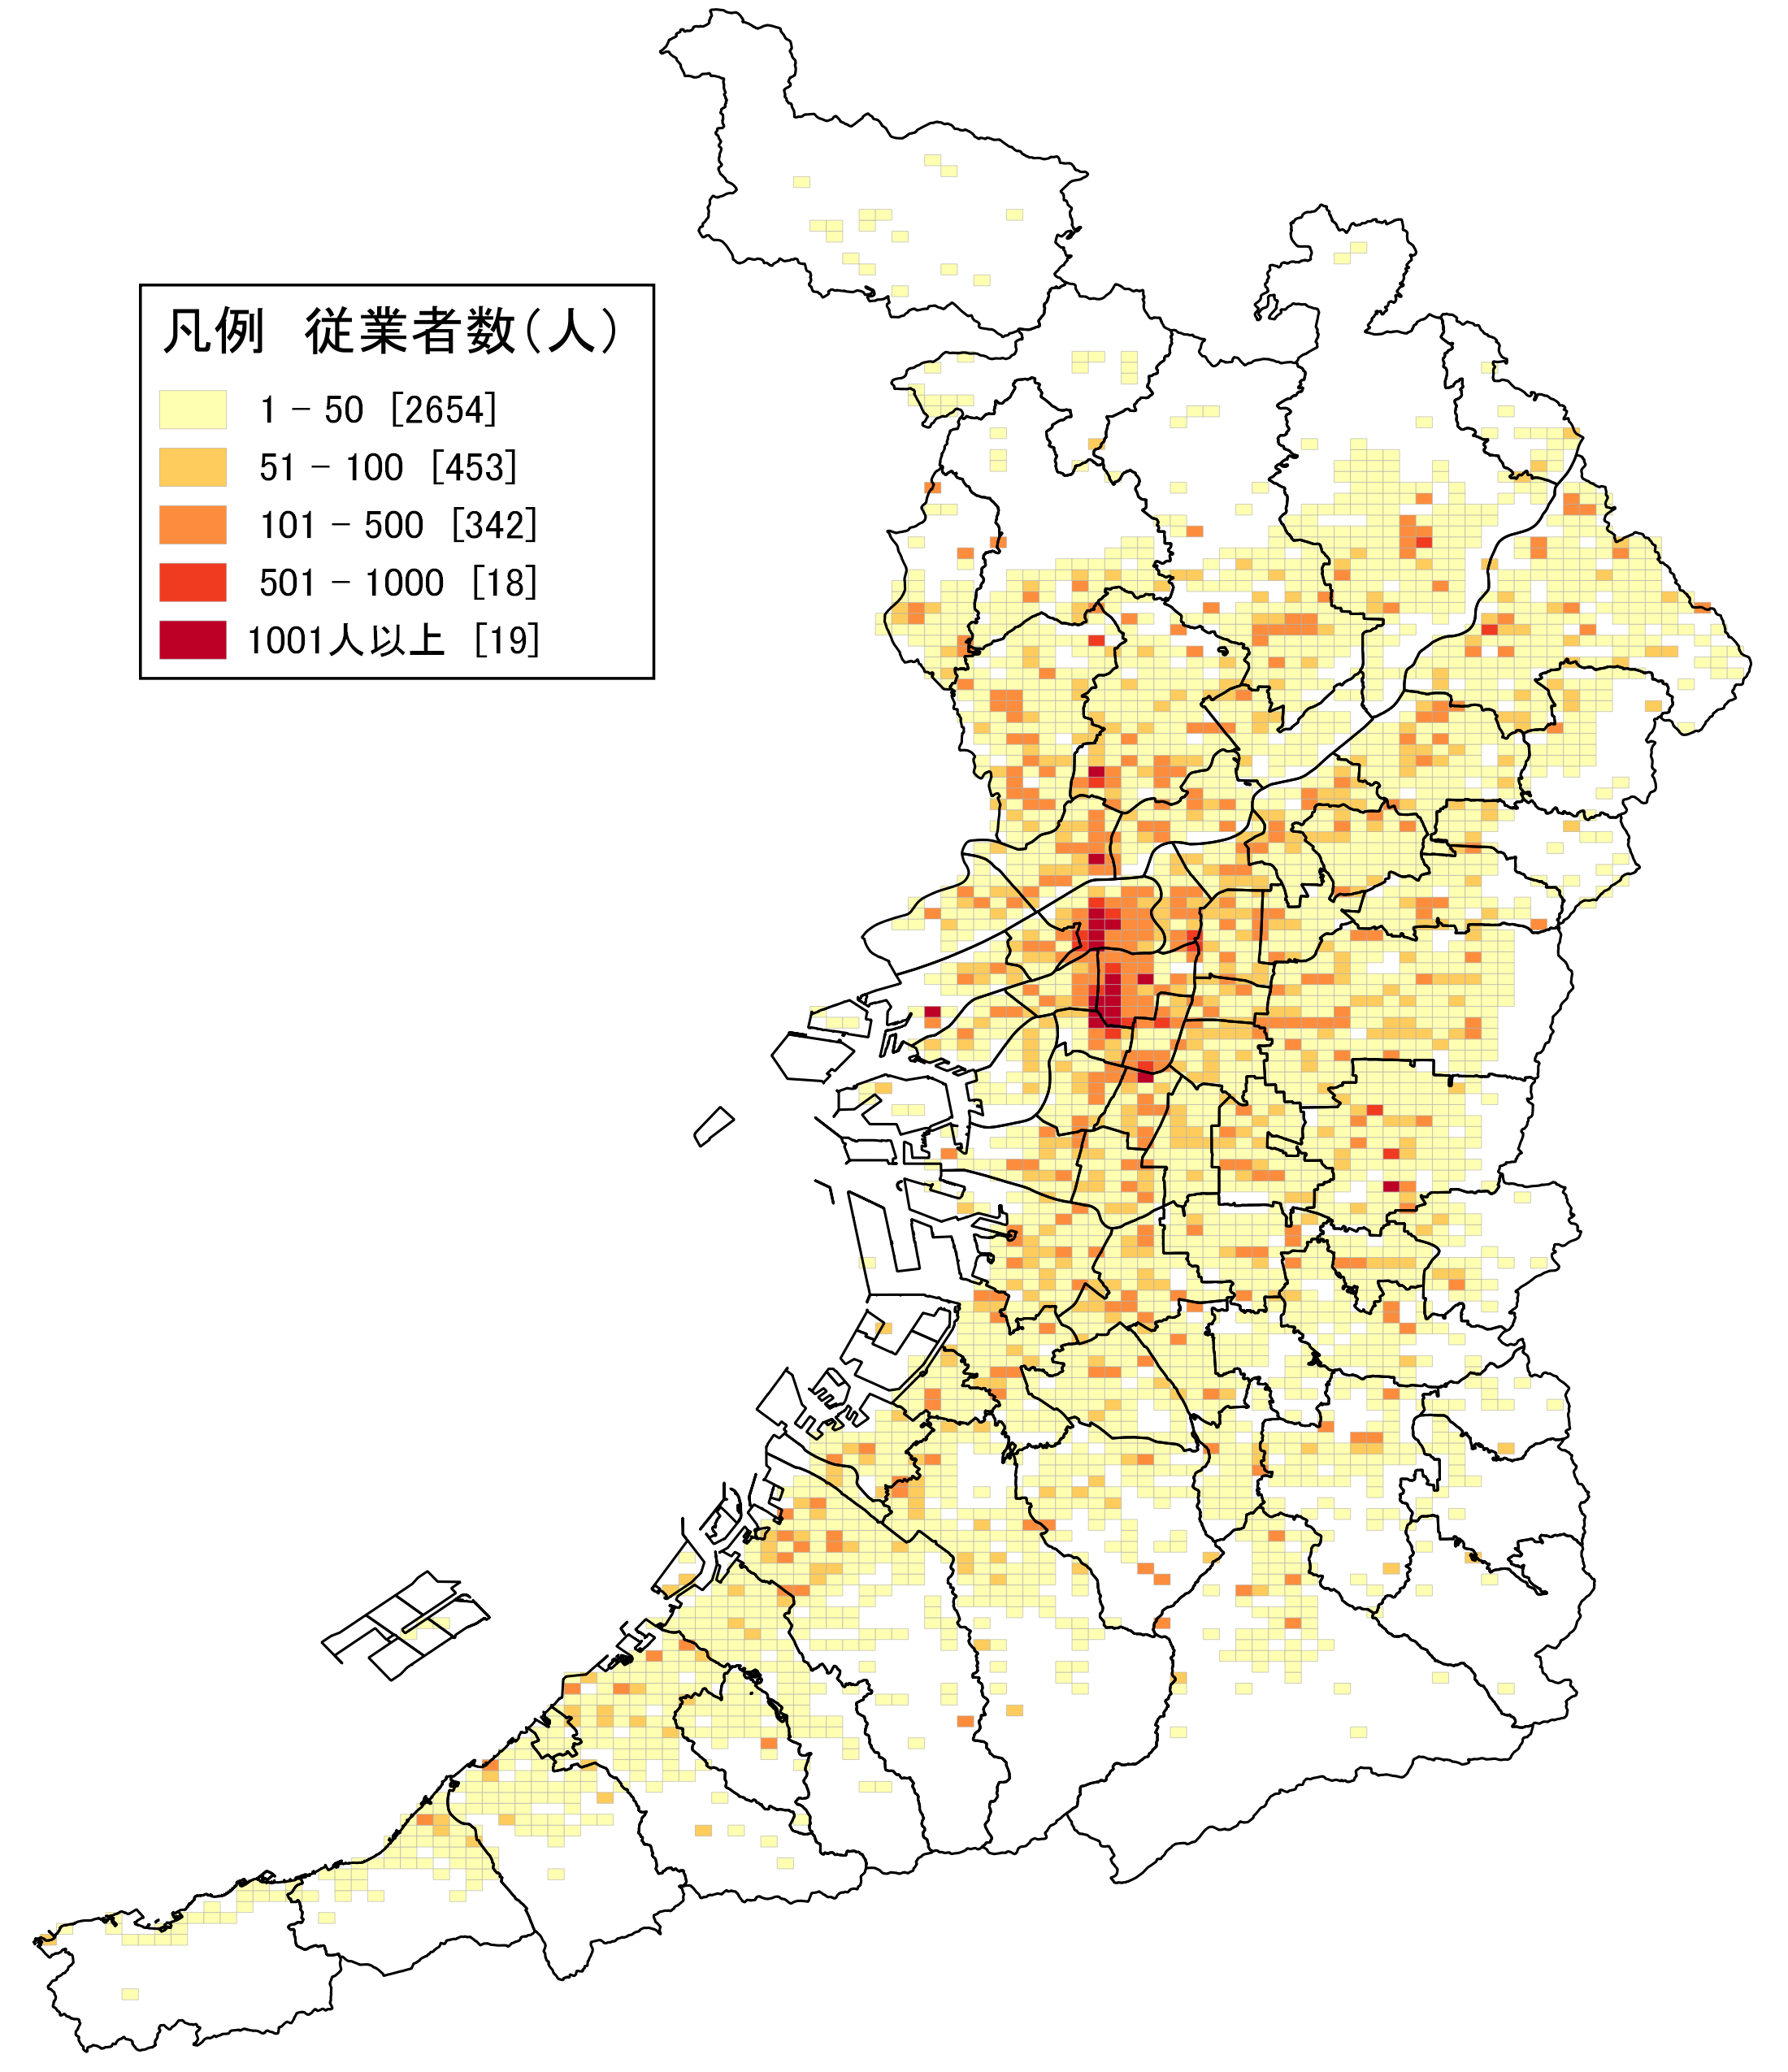 凡例　従業者数（人）
1 － 50 [2654]
51 － 100 [453]
101 － 500 [342]
501 － 1000 [18]
1001人以上 [19]